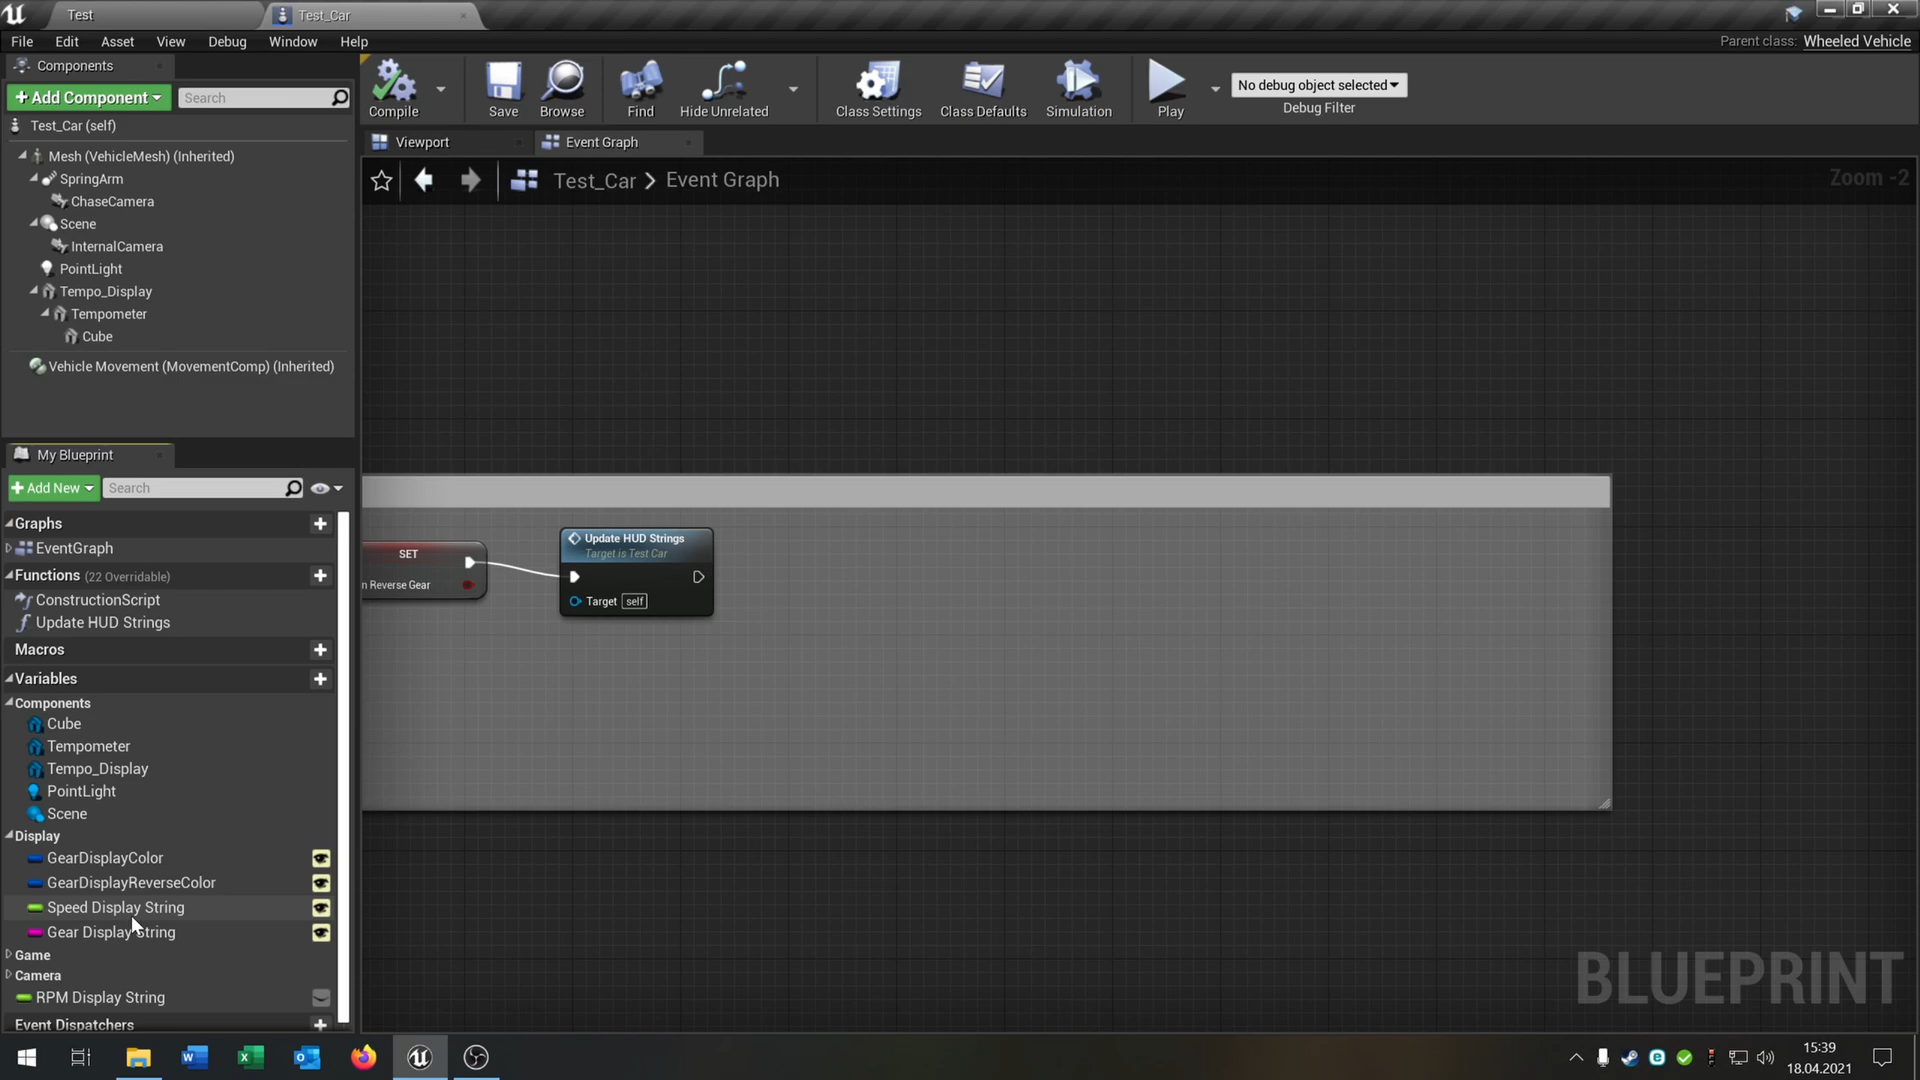 Test
Test_Car
File Edit Asset View Debug Window Help
Parent class: Wheeled Vehicle
Components
+ Add Component
Search
Test_Car (self)
Mesh (VehicleMesh) (Inherited)
SpringArm
ChaseCamera
Scene
InternalCamera
PointLight
Tempo_Display
Tempometer
Cube
Vehicle Movement (MovementComp) (Inherited)
Compile Save Browse Find Hide Unrelated Class Settings Class Defaults Simulation Play
No debug object selected
Debug Filter
Viewport
Event Graph
Test_Car > Event Graph
Zoom -2
SET
n Reverse Gear
Update HUD Strings
Target is Test Car
Target self
BLUEPRINT
My Blueprint
+ Add New
Search
Graphs
EventGraph
Functions (22 Overridable)
ConstructionScript
Update HUD Strings
Macros
Variables
Components
Cube
Tempometer
Tempo_Display
PointLight
Scene
Display
GearDisplayColor
GearDisplayReverseColor
Speed Display String
Gear Display String
Game
Camera
RPM Display String
Event Dispatchers
15:39
18.04.2021